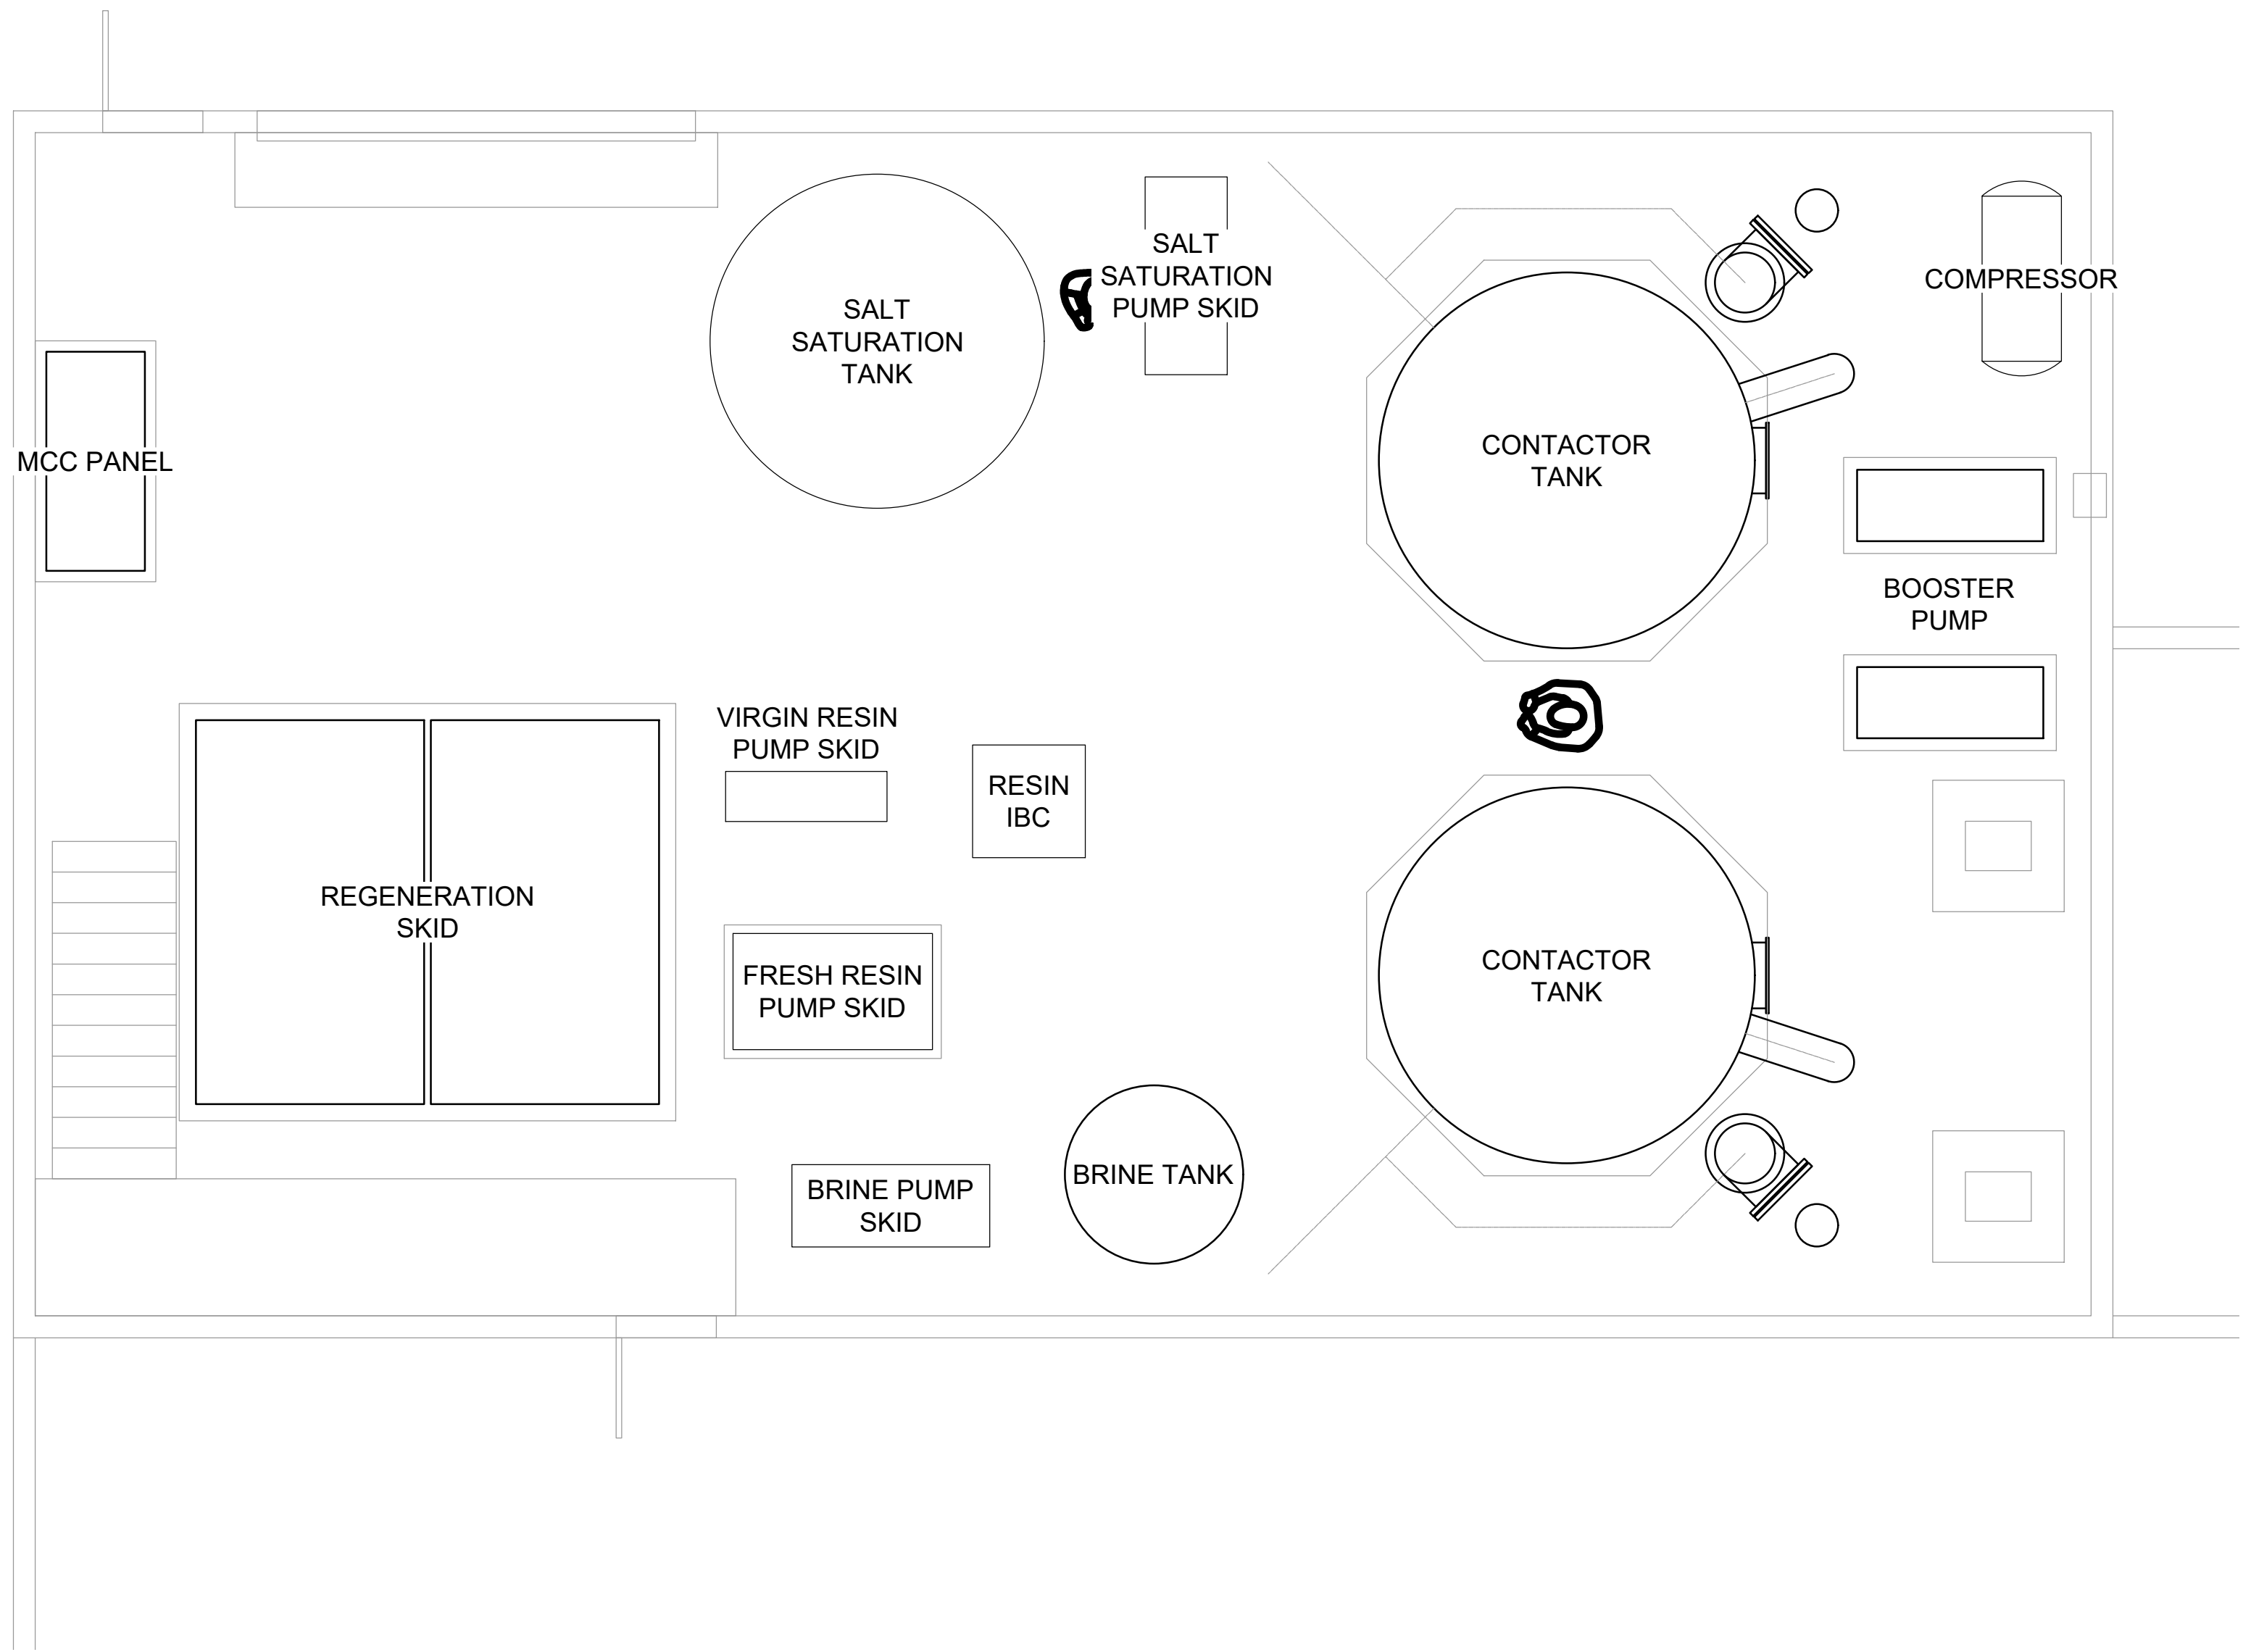 SALT
SATURATION
PUMP SKID
COMPRESSOR
SALT
SATURATION
TANK
MCC PANEL
CONTACTOR
TANK
BOOSTER
PUMP
VIRGIN RESIN
PUMP SKID
RESIN
IBC
REGENERATION
SKID
FRESH RESIN
PUMP SKID
CONTACTOR
TANK
BRINE PUMP
SKID
BRINE TANK